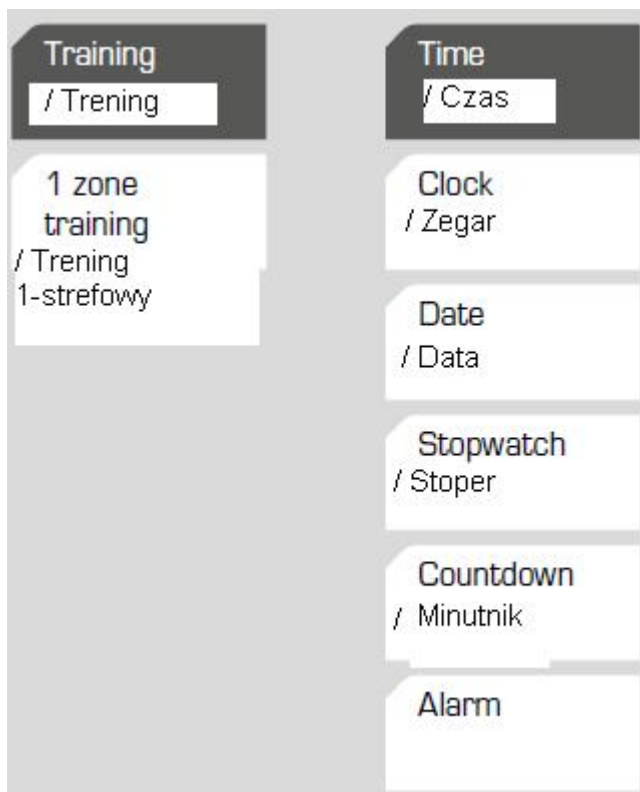 Training
/ Trening
1 zone
training
/ Trening
1-strefowy
Time
/ Czas
Clock
/ Zegar
Date
/ Data
Stopwatch
/ Stoper
Countdown
/ Minutnik
Alarm